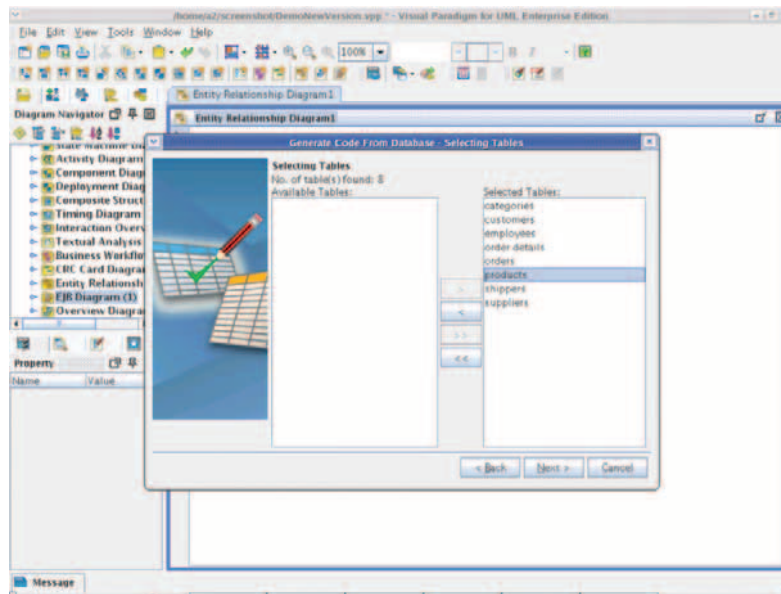 /home/a2/screenshot/DemoNewVersion.vpp * - Visual Paradigm for UML Enterprise Edition
File Edit View Tools Window Help
100%
Entity Relationship Diagram1
Diagram Navigator
Entity Relationship Diagram1
State Machine Dia
Activity Diagram
Component Diag
Deployment Diag
Composite Struct
Timing Diagram
Interaction Overv
Textual Analysis
Business Workflo
CRC Card Diagra
Entity Relationsh
EJB Diagram (1)
Overview Diagra
Property
Name Value
Generate Code From Database - Selecting Tables
Selecting Tables
No. of table(s) found: 8
Available Tables:
Selected Tables:
categories
customers
employees
order details
orders
products
shippers
suppliers
>
<
>>
<<
< Back Next > Cancel
Message